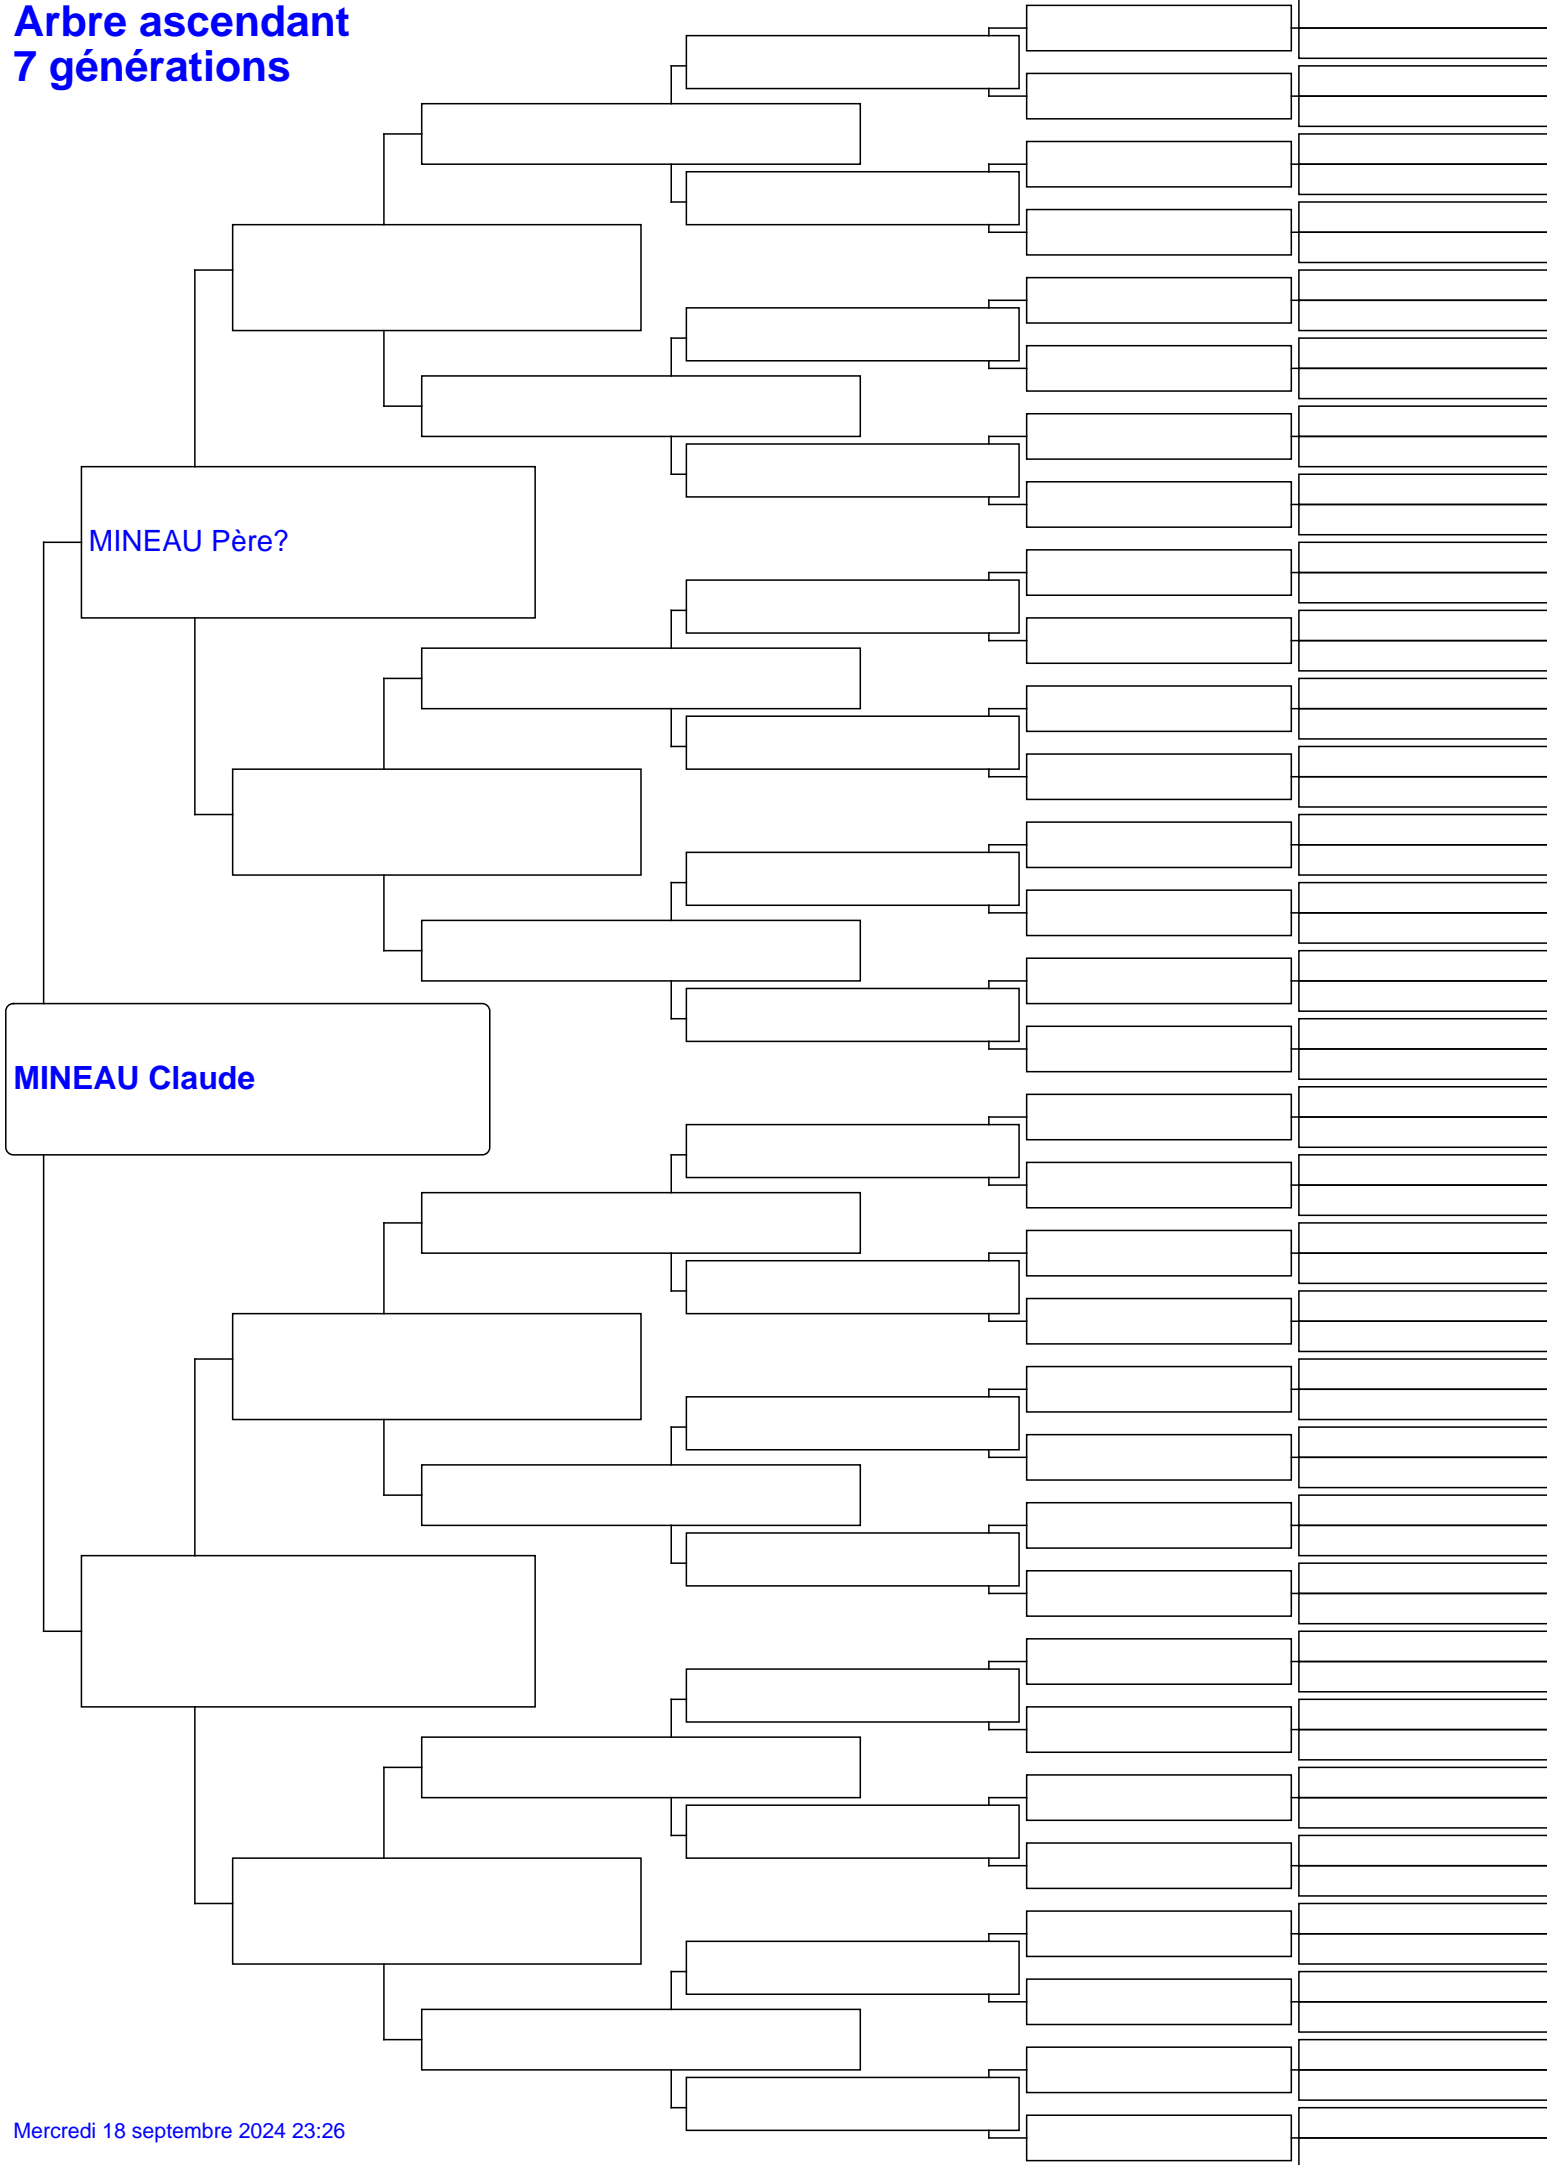 Arbre ascendant
7 générations
MINEAU Père?
MINEAU Claude
Mercredi 18 septembre 2024 23:26